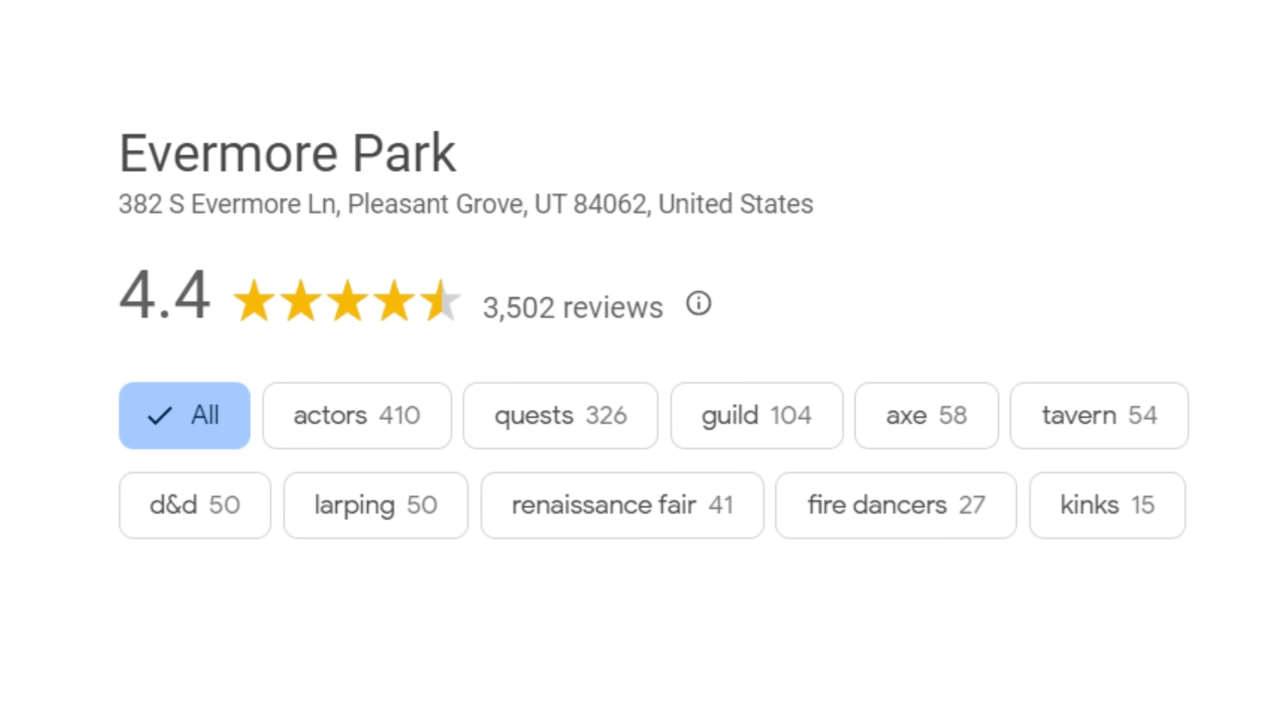 Evermore Park
382 S Evermore Ln, Pleasant Grove, UT 84062, United States
4.4 3,502 reviews
All actors 410 quests 326 guild 104 axe 58 tavern 54
d&d 50 larping 50 renaissance fair 41 fire dancers 27 kinks 15